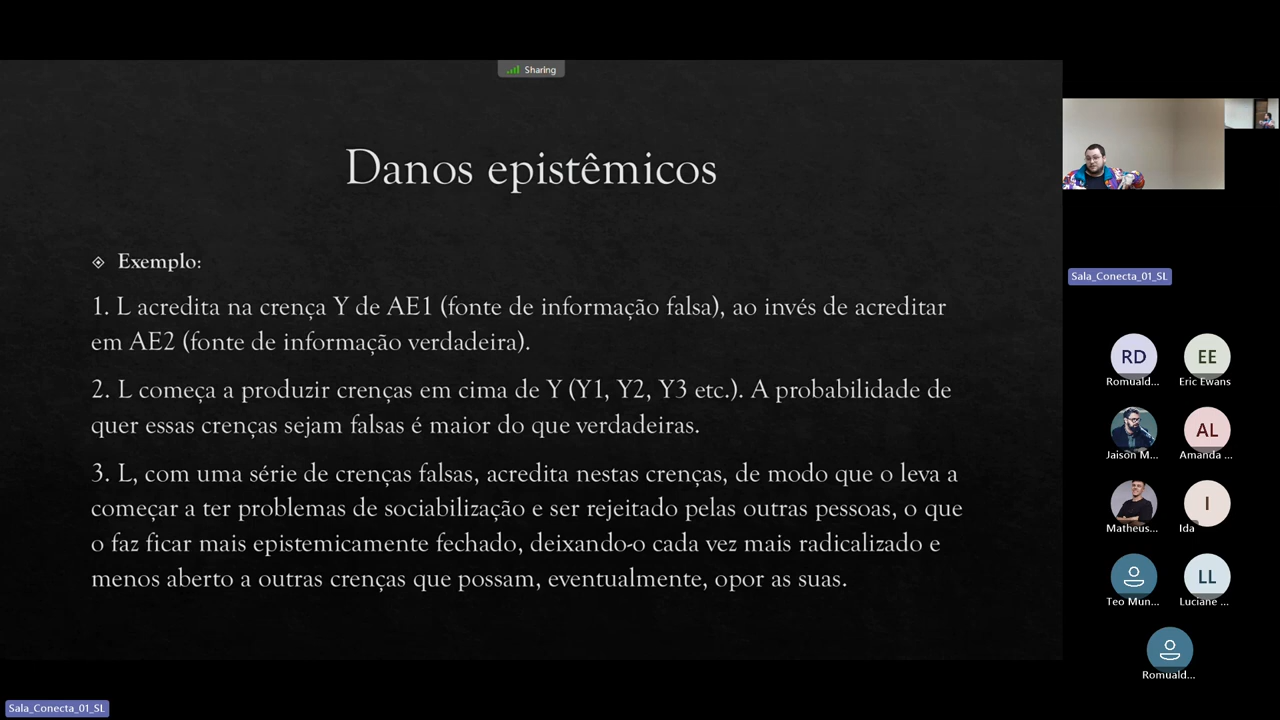 Sharing
Danos epistêmicos
Exemplo:
1. L acredita na crença Y de AE1 (fonte de informação falsa), ao invés de acreditar
em AE2 (fonte de informação verdadeira).
2. L começa a produzir crenças em cima de Y (Y1, Y2, Y3 etc.). A probabilidade de
quer essas crenças sejam falsas é maior do que verdadeiras.
3. L, com uma série de crenças falsas, acredita nestas crenças, de modo que o leva a
começar a ter problemas de sociabilização e ser rejeitado pelas outras pessoas, o que
o faz ficar mais epistemicamente fechado, deixando-o cada vez mais radicalizado e
menos aberto a outras crenças que possam, eventualmente, opor as suas.
Sala_Conecta_01_SL
RD
EE
Romuald...
Eric Ewans
AL
Jaison M...
Amanda ...
I
Matheus...
Ida
LL
Teo Mun...
Luciane ...
Romuald...
Sala_Conecta_01_SL